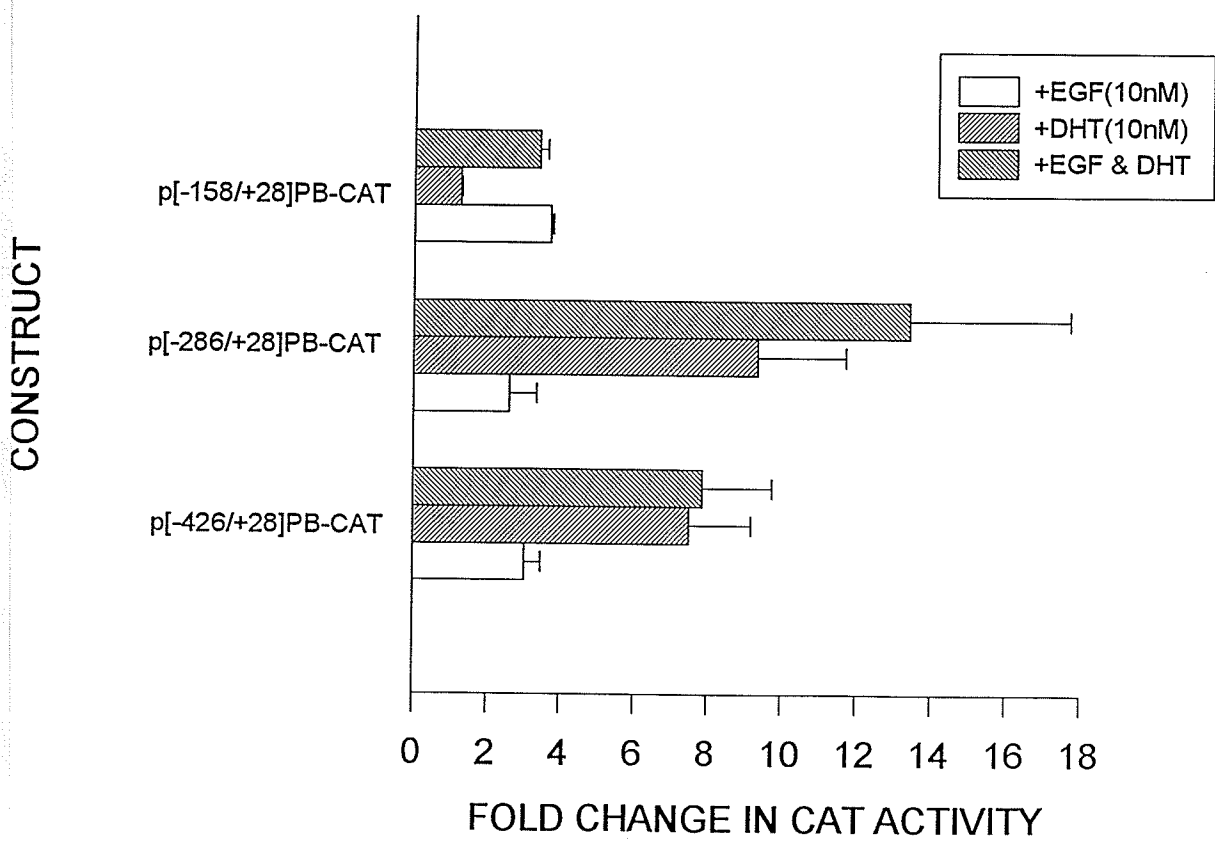 +EGF(10nM)
+DHT(10nM)
+EGF & DHT
CONSTRUCT
p[-158/+28]PB-CAT
p[-286/+28]PB-CAT
p[-426/+28]PB-CAT
0 2 4 6 8 10 12 14 16 18
FOLD CHANGE IN CAT ACTIVITY